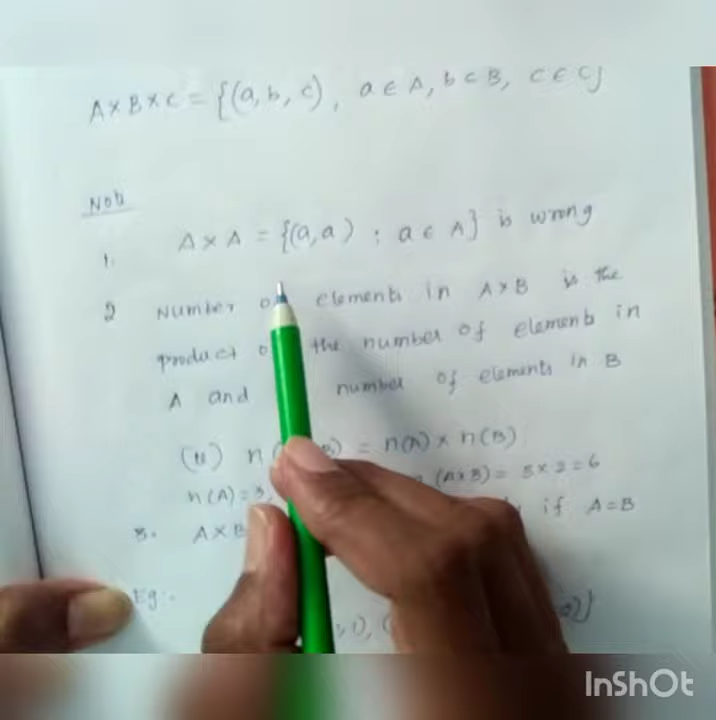 A × B × C = {(a, b, c), a ∈ A, b ∈ B, c ∈ C}
Note
1. A × A = {(a, a) : a ∈ A} is wrong
2 Number of elements in A×B is the
product of the number of elements in
A and number of elements in B
n(A) × n(B)
n(A) = 3, (A×B) = 3 × 2 = 6
3. A×B if A=B
Eg:-
InShOt